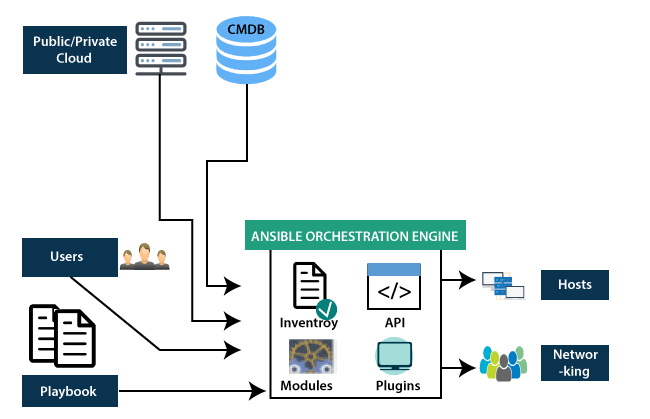 Public/Private
Cloud
CMDB
ANSIBLE ORCHESTRATION ENGINE
Users
Inventroy
</>
API
Hosts
Modules
Plugins
Networ
-king
Playbook